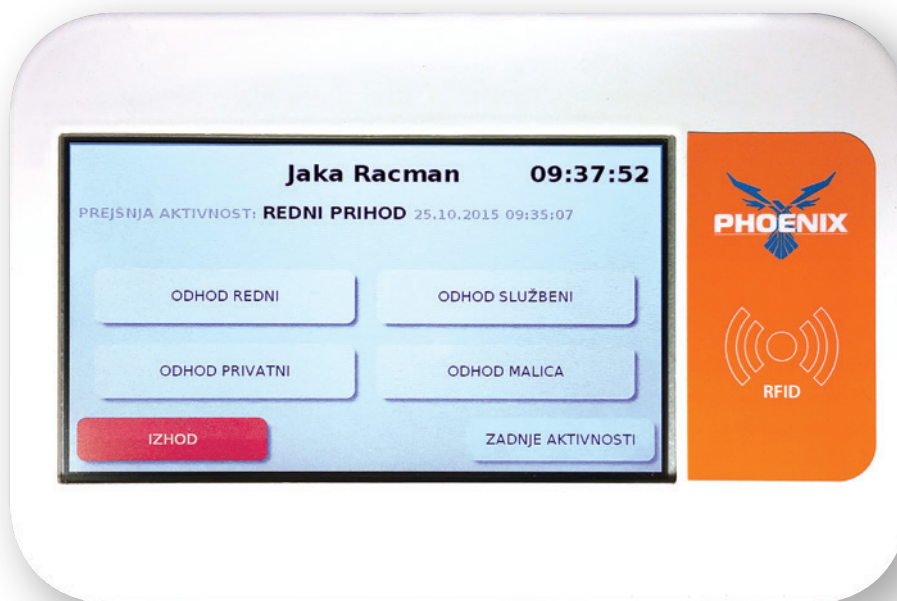 Jaka Racman 09:37:52
PREJŠNJA AKTIVNOST: REDNI PRIHOD 25.10.2015 09:35:07
ODHOD REDNI ODHOD SLUŽBENI
ODHOD PRIVATNI ODHOD MALICA
IZHOD ZADNJE AKTIVNOSTI
PHOENIX
RFID